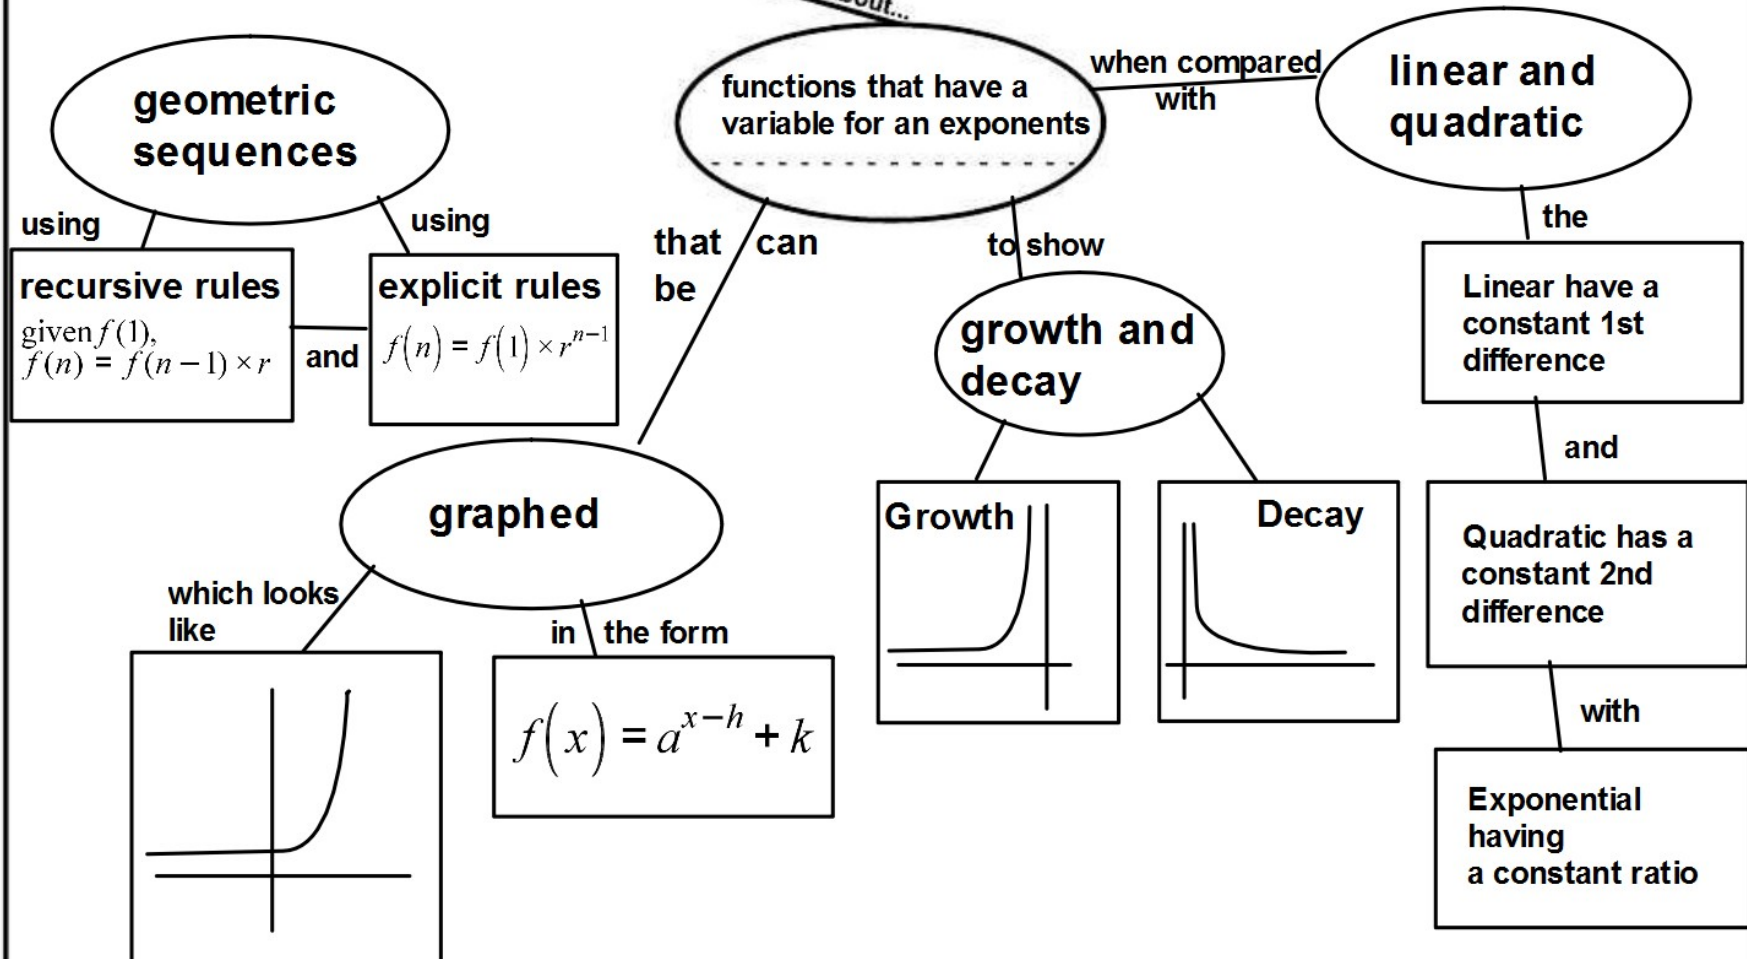 geometric
sequences
using
using
recursive rules
given f(1),
f(n) = f(n − 1) × r
and
explicit rules
f(n) = f(1) × r^{n−1}
functions that have a
variable for an exponents
when compared
with
linear and
quadratic
that can
be
to show
the
growth and
decay
Linear have a
constant 1st
difference
and
graphed
Growth
Decay
Quadratic has a
constant 2nd
difference
which looks
like
in the form
f(x) = a^{x−h} + k
with
Exponential
having
a constant ratio